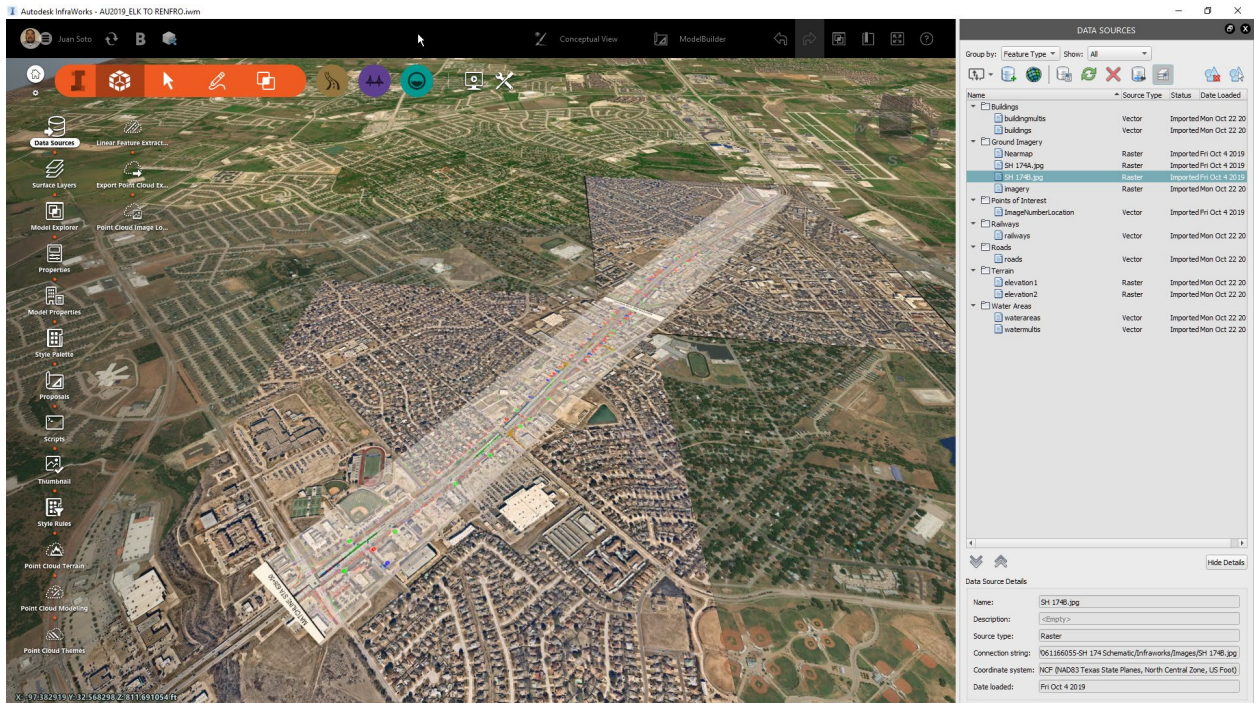 Autodesk InfraWorks - AU2019_ELK TO RENFRO.iwm
Juan Soto
Conceptual View
ModelBuilder
Data Sources
Linear Feature Extract...
Surface Layers
Export Point Cloud Ex...
Model Explorer
Point Cloud Image Lo...
Properties
Model Properties
Style Palette
Proposals
Scripts
Thumbnail
Style Rules
Point Cloud Terrain
Point Cloud Modeling
Point Cloud Themes
X: -97.382919 Y: 32.568298 Z: 811.691054 ft
DATA SOURCES
Group by: Feature Type Show: All
Name Source Type Status Date Loaded
Buildings
buildingmultis Vector Imported Mon Oct 22 20
buildings Vector Imported Mon Oct 22 20
Ground Imagery
Nearmap Raster Imported Fri Oct 4 2019
SH 174A.jpg Raster Imported Fri Oct 4 2019
SH 174B.jpg Raster Imported Fri Oct 4 2019
imagery Raster Imported Mon Oct 22 20
Points of Interest
ImageNumberLocation Vector Imported Fri Oct 4 2019
Railways
railways Vector Imported Mon Oct 22 20
Roads
roads Vector Imported Mon Oct 22 20
Terrain
elevation1 Raster Imported Mon Oct 22 20
elevation2 Raster Imported Mon Oct 22 20
Water Areas
waterareas Vector Imported Mon Oct 22 20
watermultis Vector Imported Mon Oct 22 20
Hide Details
Data Source Details
Name: SH 174B.jpg
Description: <Empty>
Source type: Raster
Connection string: '061166055-SH 174 Schematic/Infraworks/Images/SH 174B.jpg
Coordinate system: NCF (NAD83 Texas State Planes, North Central Zone, US Foot)
Date loaded: Fri Oct 4 2019